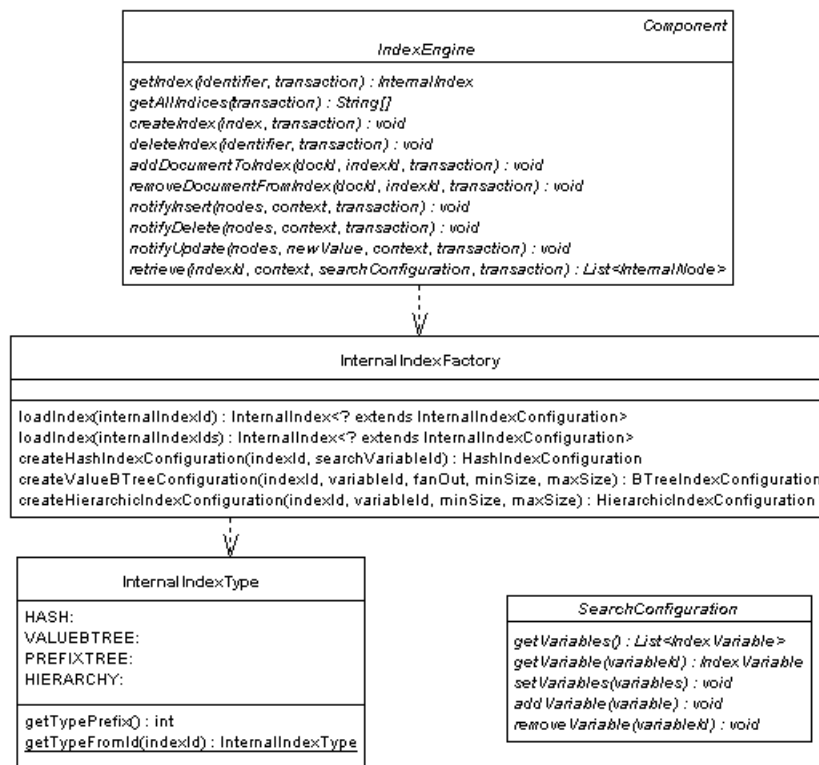 Component
IndexEngine
getIndex(identifier, transaction) : InternalIndex
getAllIndices(transaction) : String[]
createIndex(index, transaction) : void
deleteIndex(identifier, transaction) : void
addDocumentToIndex(docId, indexId, transaction) : void
removeDocumentFromIndex(docId, indexId, transaction) : void
notifyInsert(nodes, context, transaction) : void
notifyDelete(nodes, context, transaction) : void
notifyUpdate(nodes, newValue, context, transaction) : void
retrieve(indexId, context, searchConfiguration, transaction) : List<InternalNode>
InternalIndexFactory
loadIndex(internalIndexId) : InternalIndex<? extends InternalIndexConfiguration>
loadIndex(internalIndexIds) : InternalIndex<? extends InternalIndexConfiguration>
createHashIndexConfiguration(indexId, searchVariableId) : HashIndexConfiguration
createValueBTreeConfiguration(indexId, variableId, fanOut, minSize, maxSize) : BTreeIndexConfiguration
createHierarchicIndexConfiguration(indexId, variableId, minSize, maxSize) : HierarchicIndexConfiguration
InternalIndexType
HASH:
VALUEBTREE:
PREFIXTREE:
HIERARCHY:
getTypePrefix() : int
getTypeFromId(indexId) : InternalIndexType
SearchConfiguration
getVariables() : List<IndexVariable>
getVariable(variableId) : IndexVariable
setVariables(variables) : void
addVariable(variable) : void
removeVariable(variableId) : void